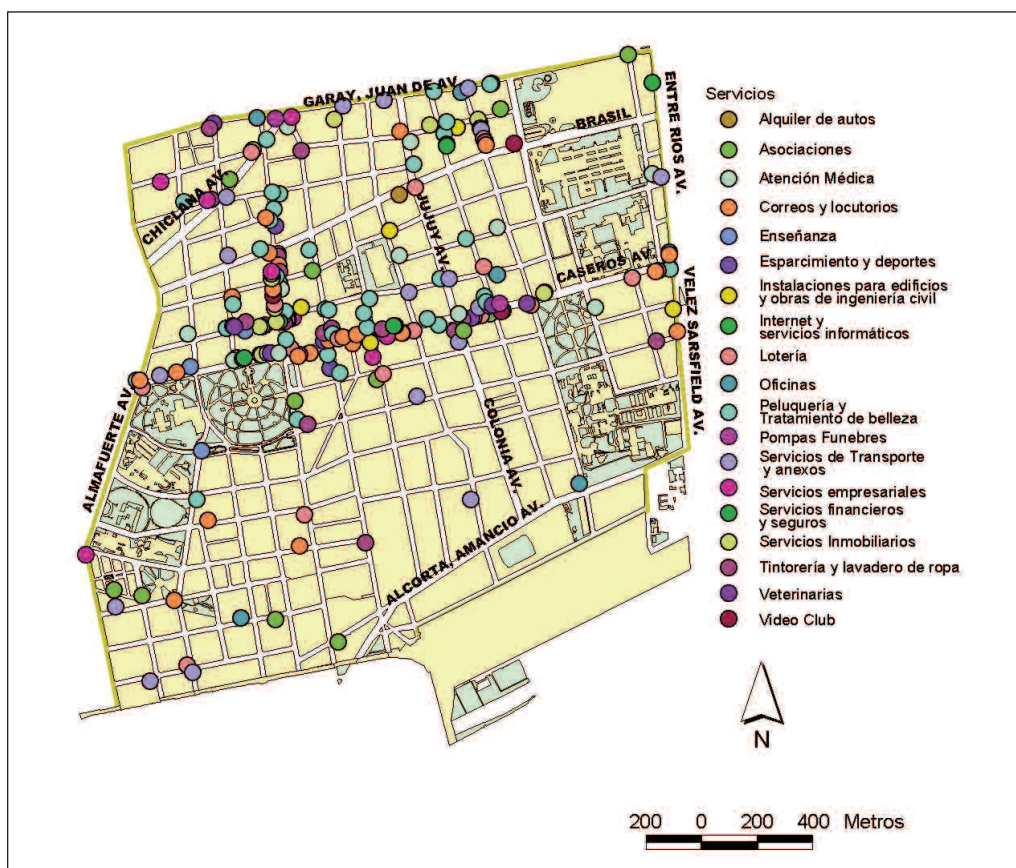 GARAY, JUAN DE AV.
BRASIL
ENTRE RIOS AV.
CHICLANA AV.
JUJUY AV.
CASEROS AV.
VELEZ SARSFIELD AV.
ALMAFUERTE AV.
COLONIA AV.
ALCORTA, AMANCIO AV.
Servicios
Alquiler de autos
Asociaciones
Atención Médica
Correos y locutorios
Enseñanza
Esparcimiento y deportes
Instalaciones para edificios
y obras de ingeniería civil
Internet y
servicios informáticos
Lotería
Oficinas
Peluquería y
Tratamiento de belleza
Pompas Funebres
Servicios de Transporte
y anexos
Servicios empresariales
Servicios financieros
y seguros
Servicios Inmobiliarios
Tintorería y lavadero de ropa
Veterinarias
Video Club
N
200 0 200 400 Metros